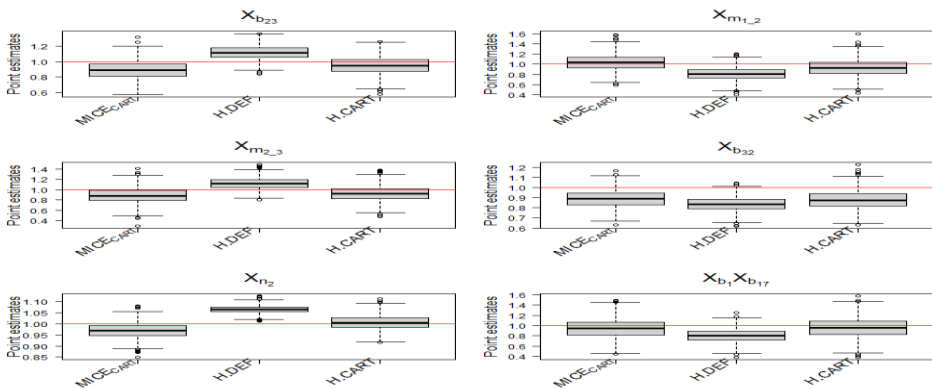 X_b23
Point estimates
1.2
1.0
0.8
0.6
MICE_CART
H.DEF
H.CART
X_m1_2
Point estimates
1.6
1.4
1.2
1.0
0.8
0.6
0.4
MICE_CART
H.DEF
H.CART
X_m2_3
Point estimates
1.4
1.2
1.0
0.8
0.6
0.4
MICE_CART
H.DEF
H.CART
X_b32
Point estimates
1.2
1.1
1.0
0.9
0.8
0.7
0.6
MICE_CART
H.DEF
H.CART
X_n2
Point estimates
1.10
1.05
1.00
0.95
0.90
0.85
MICE_CART
H.DEF
H.CART
X_b1 X_b17
Point estimates
1.6
1.4
1.2
1.0
0.8
0.6
0.4
MICE_CART
H.DEF
H.CART